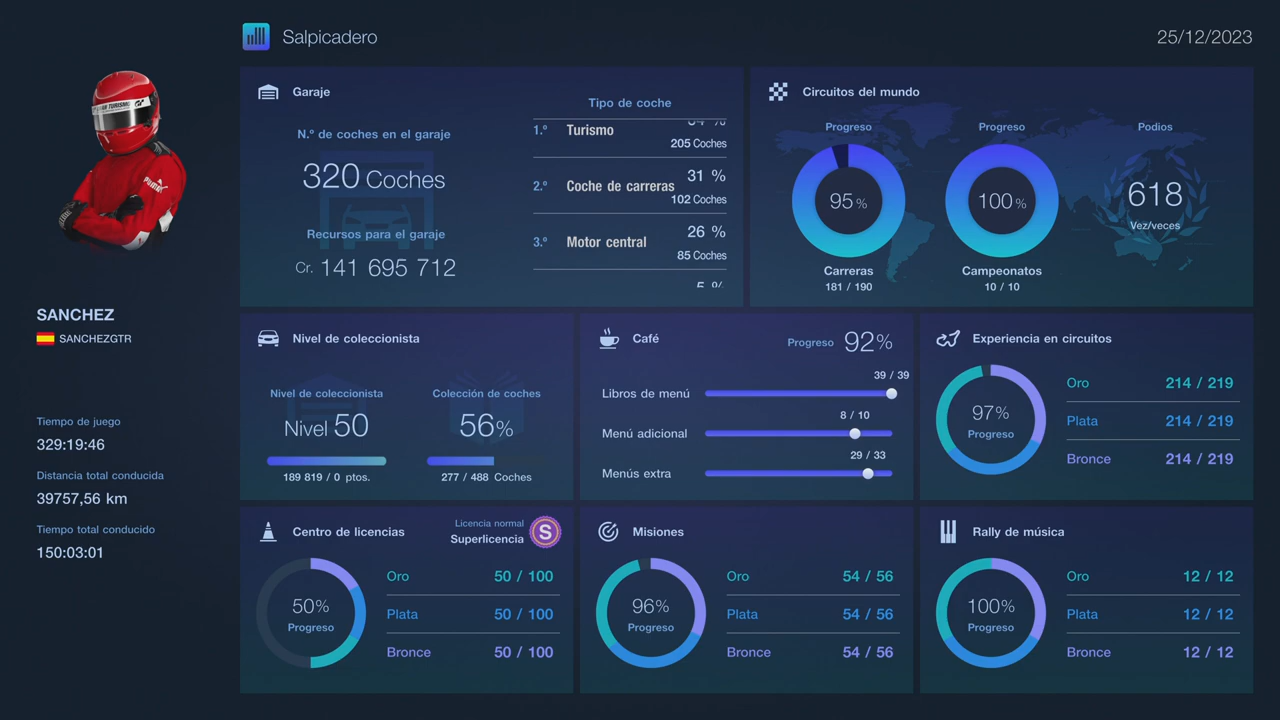 Salpicadero
25/12/2023
SANCHEZ
SANCHEZGTR
Tiempo de juego
329:19:46
Distancia total conducida
39757,56 km
Tiempo total conducido
150:03:01
Garaje
N.º de coches en el garaje
320 Coches
Recursos para el garaje
Cr. 141 695 712
Tipo de coche
1.º Turismo
205 Coches
2.º Coche de carreras 31 %
102 Coches
3.º Motor central 26 %
85 Coches
Circuitos del mundo
Progreso
95%
Carreras
181 / 190
Progreso
100%
Campeonatos
10 / 10
Podios
618
Vez/veces
Nivel de coleccionista
Nivel de coleccionista
Nivel 50
189 819 / 0 ptos.
Colección de coches
56%
277 / 488 Coches
Café
Progreso 92%
39 / 39
Libros de menú
8 / 10
Menú adicional
29 / 33
Menús extra
Experiencia en circuitos
97%
Progreso
Oro 214 / 219
Plata 214 / 219
Bronce 214 / 219
Centro de licencias
Licencia normal
Superlicencia
S
50%
Progreso
Oro 50 / 100
Plata 50 / 100
Bronce 50 / 100
Misiones
96%
Progreso
Oro 54 / 56
Plata 54 / 56
Bronce 54 / 56
Rally de música
100%
Progreso
Oro 12 / 12
Plata 12 / 12
Bronce 12 / 12